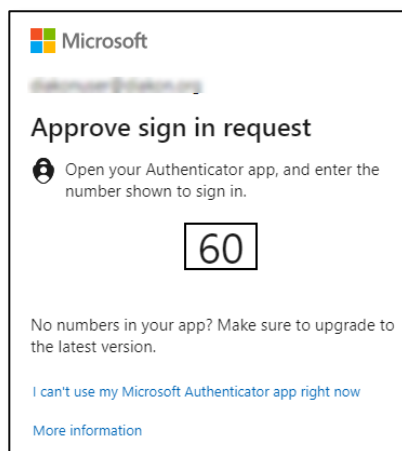 Microsoft
Approve sign in request
Open your Authenticator app, and enter the
number shown to sign in.
60
No numbers in your app? Make sure to upgrade to
the latest version.
I can't use my Microsoft Authenticator app right now
More information